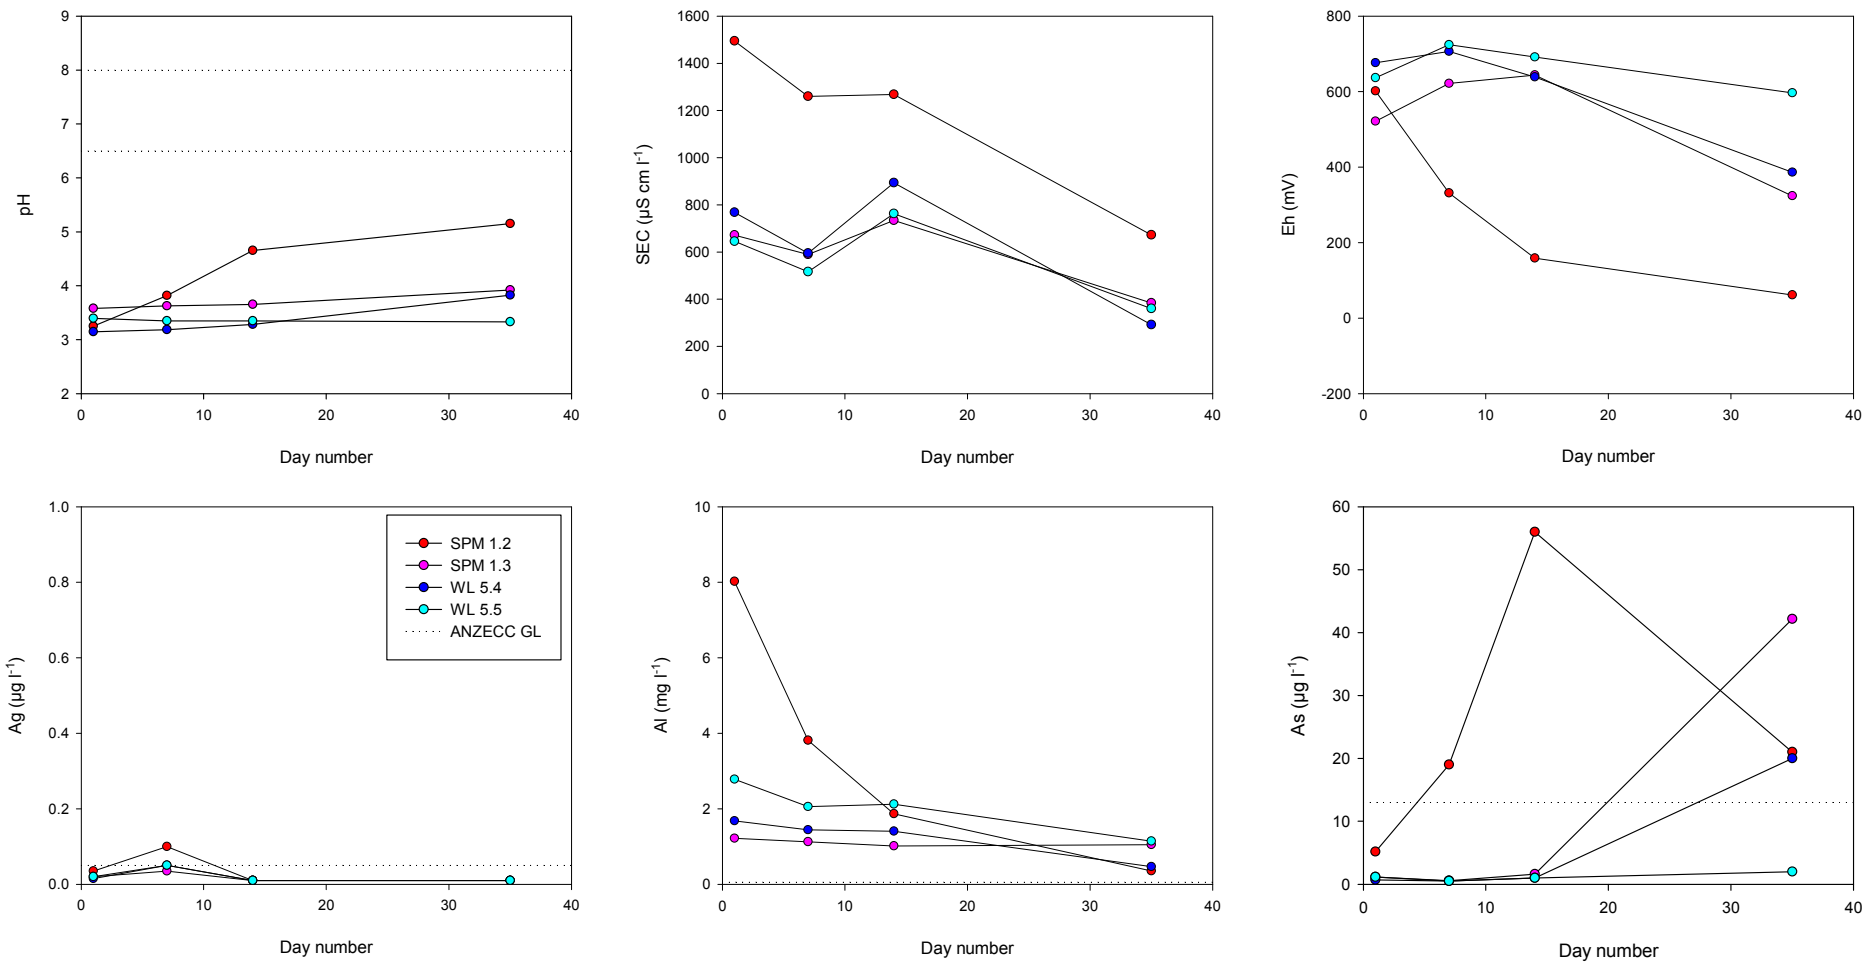 pH
9
8
7
6
5
4
3
2
0 10 20 30 40
Day number
SEC (µS cm l-1)
1600
1400
1200
1000
800
600
400
200
0
0 10 20 30 40
Day number
Eh (mV)
800
600
400
200
0
-200
0 10 20 30 40
Day number
Ag (µg l-1)
1.0
0.8
0.6
0.4
0.2
0.0
0 10 20 30 40
Day number
SPM 1.2
SPM 1.3
WL 5.4
WL 5.5
ANZECC GL
Al (mg l-1)
10
8
6
4
2
0
0 10 20 30 40
Day number
As (µg l-1)
60
50
40
30
20
10
0
0 10 20 30 40
Day number